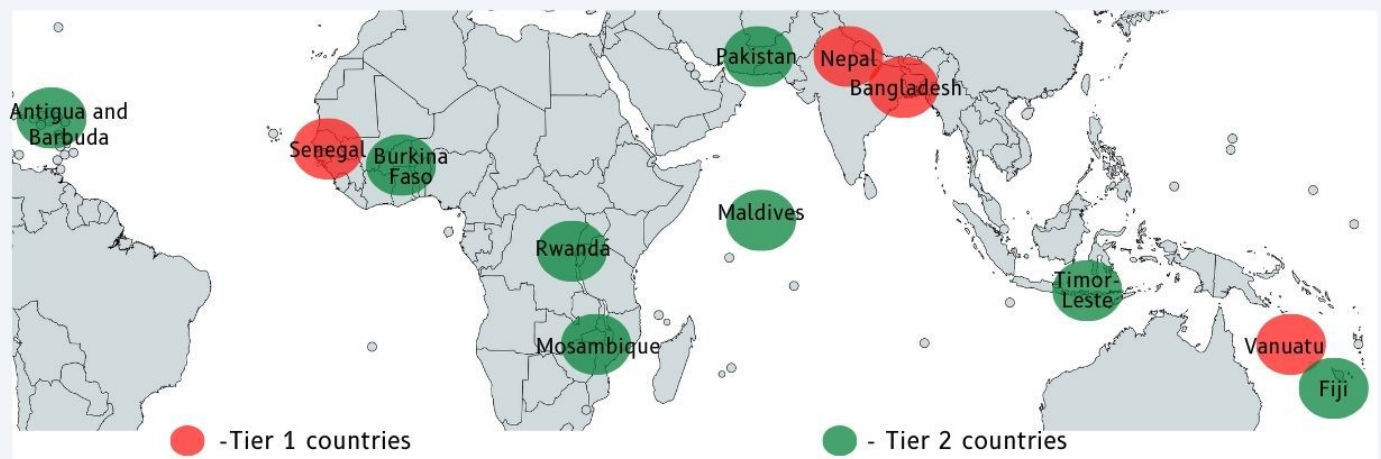 Pakistan
Nepal
Bangladesh
Antigua and
Barbuda
Senegal
Burkina
Faso
Maldives
Rwanda
Timor-
Leste
Mosambique
Vanuatu
Fiji
-Tier 1 countries
- Tier 2 countries